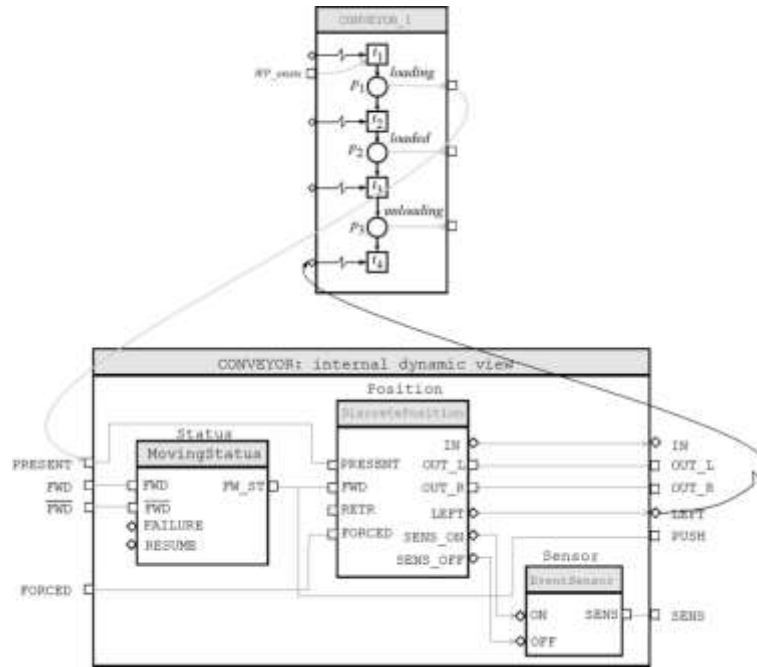 CONVEYOR_1
t1
loading
P1
t2
loaded
P2
t3
unloading
P3
t4
CONVEYOR: internal dynamic view
Position
DiscretePosition
Status
MovingStatus
IN IN
PRESENT PRESENT OUT_L OUT_L
FWD FWD FW_ST FWD OUT_R OUT_R
FWD FWD RETR LEFT LEFT
FAILURE FORCED SENS_ON PUSH
RESUME SENS_OFF
Sensor
EventSensor
FORCED
ON SENS SENS
OFF